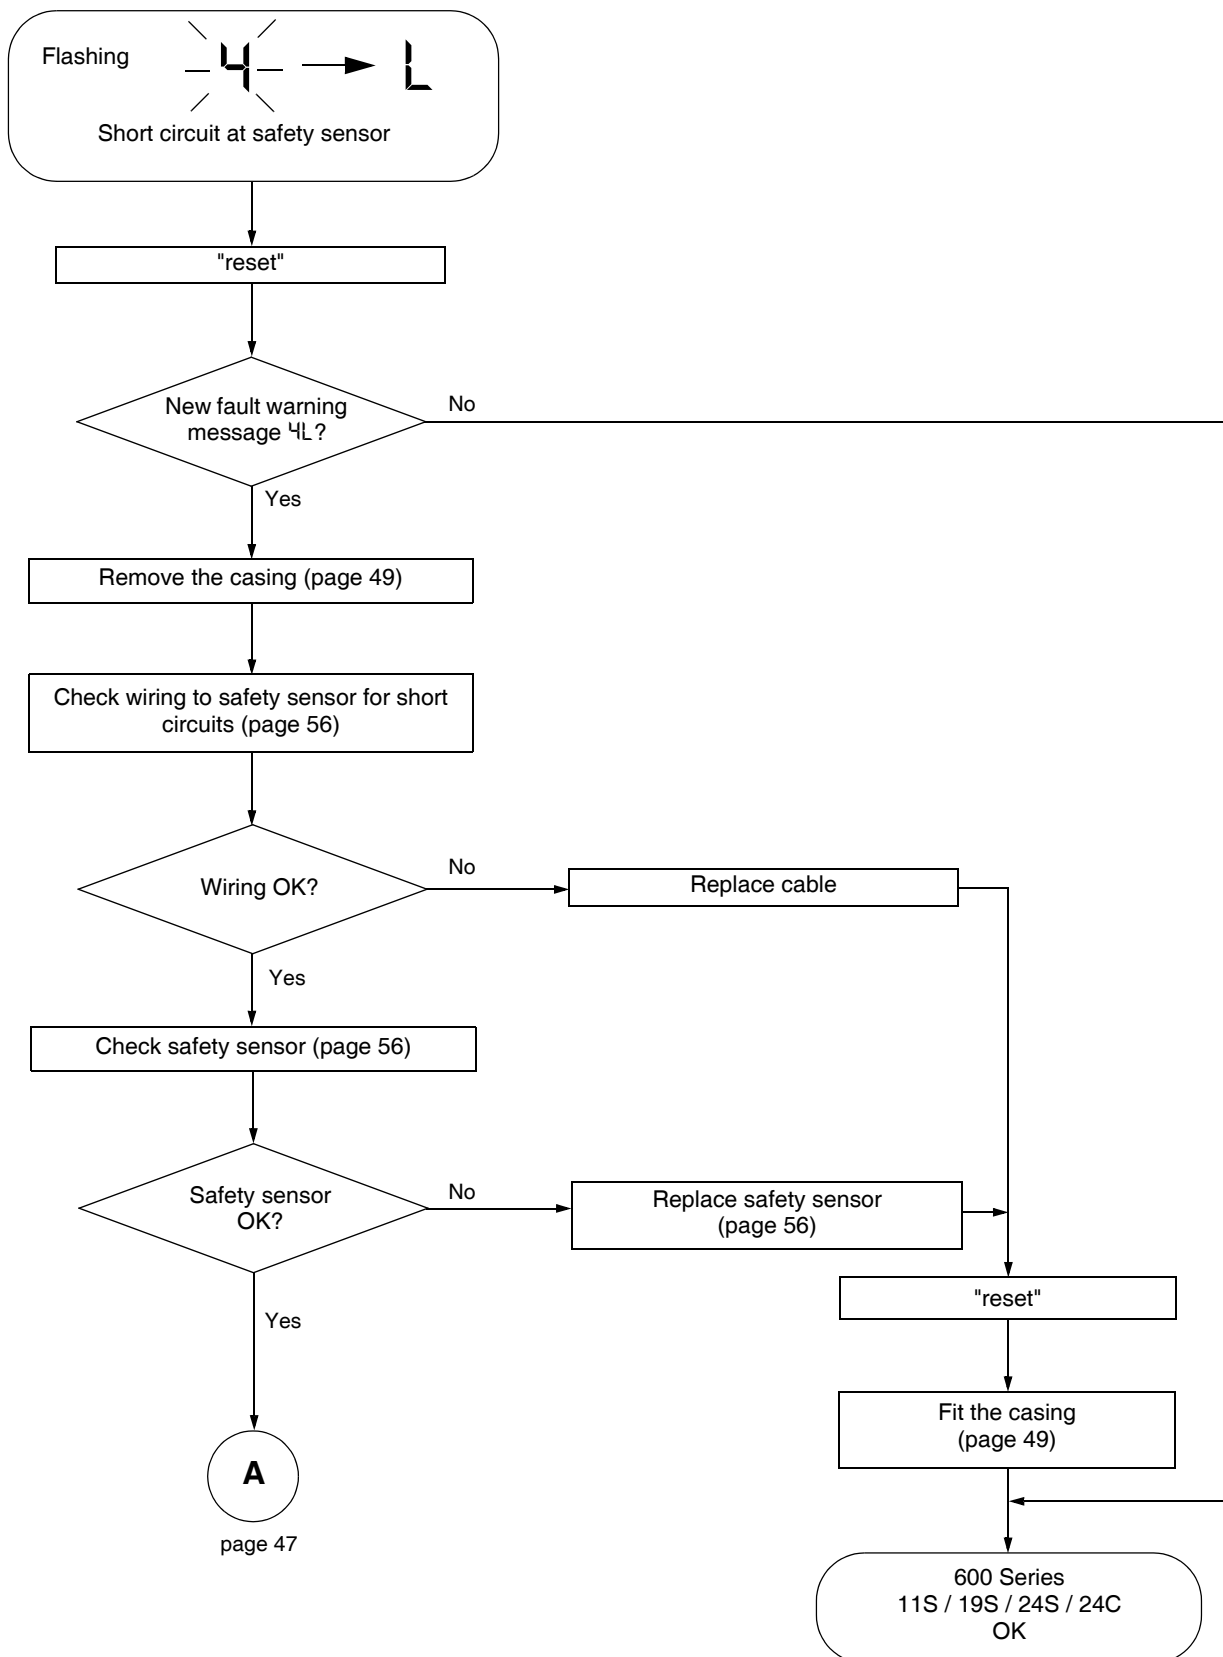 Flashing
4 L
Short circuit at safety sensor
"reset"
New fault warning
message 4L?
No
Yes
Remove the casing (page 49)
Check wiring to safety sensor for short
circuits (page 56)
Wiring OK?
No
Replace cable
Yes
Check safety sensor (page 56)
Safety sensor
OK?
No
Replace safety sensor
(page 56)
Yes
"reset"
Fit the casing
(page 49)
A
page 47
600 Series
11S / 19S / 24S / 24C
OK